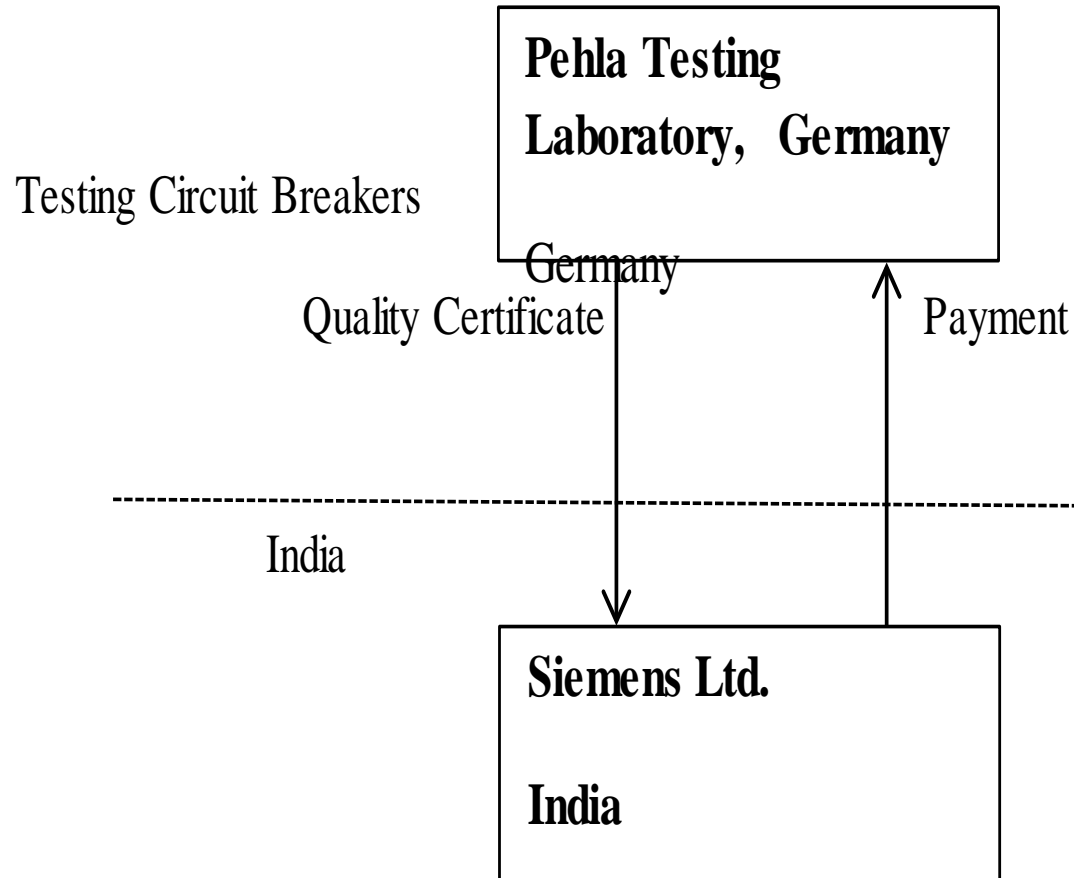 Pehla Testing
Laboratory, Germany
Testing Circuit Breakers
Germany
Quality Certificate
Payment
India
Siemens Ltd.
India